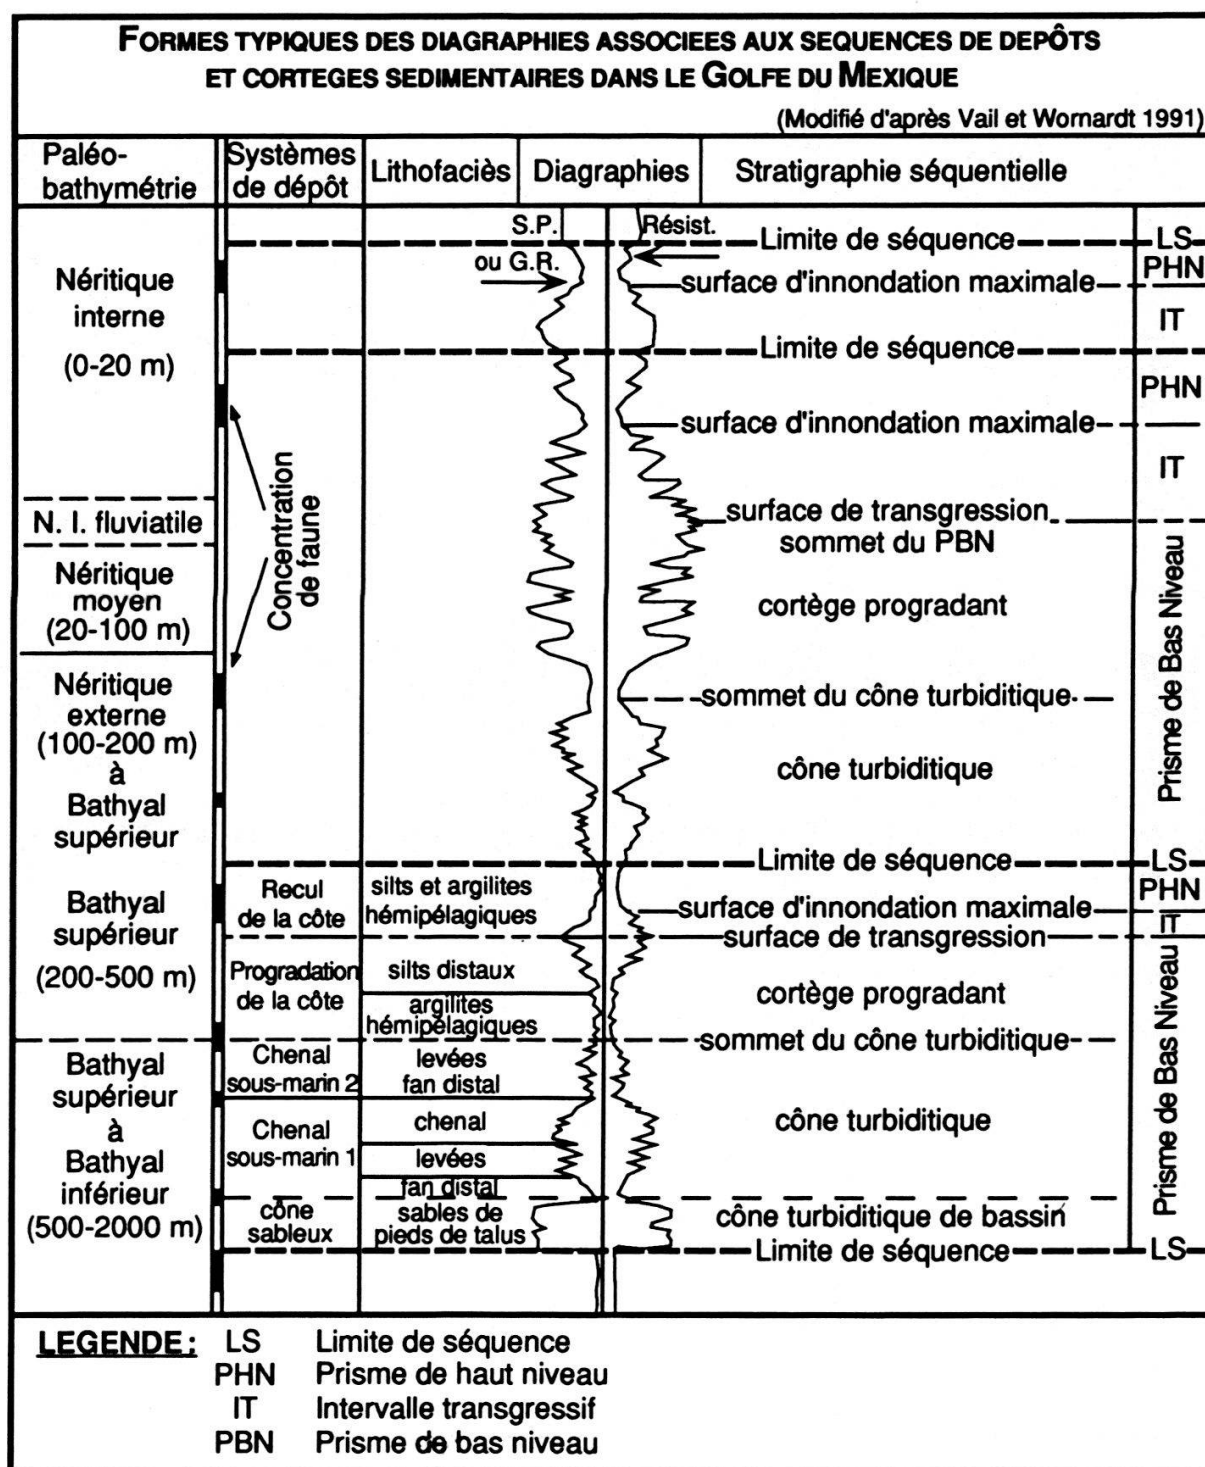 FORMES TYPIQUES DES DIAGRAPHIES ASSOCIEES AUX SEQUENCES DE DEPÔTS
ET CORTEGES SEDIMENTAIRES DANS LE GOLFE DU MEXIQUE
(Modifié d'après Vail et Wornardt 1991)
Paléo-
bathymétrie
Systèmes
de dépôt
Lithofaciès
Diagraphies
Stratigraphie séquentielle
Néritique
interne
(0-20 m)
N. I. fluviatile
Néritique
moyen
(20-100 m)
Néritique
externe
(100-200 m)
à
Bathyal
supérieur
Bathyal
supérieur
(200-500 m)
Bathyal
supérieur
à
Bathyal
inférieur
(500-2000 m)
Concentration
de faune
Recul
de la côte
Progradation
de la côte
Chenal
sous-marin 2
Chenal
sous-marin 1
cône
sableux
silts et argilites
hémipélagiques
silts distaux
argilites
hémipélagiques
levées
fan distal
chenal
levées
fan distal
sables de
pieds de talus
S.P.
ou G.R.
Résist.
Limite de séquence
surface d'innondation maximale
Limite de séquence
surface d'innondation maximale
surface de transgression
sommet du PBN
cortège progradant
sommet du cône turbiditique
cône turbiditique
Limite de séquence
surface d'innondation maximale
surface de transgression
cortège progradant
sommet du cône turbiditique
cône turbiditique
cône turbiditique de bassin
Limite de séquence
LS
PHN
IT
PHN
IT
Prisme de Bas Niveau
LS
PHN
IT
Prisme de Bas Niveau
LS
LEGENDE:
LS Limite de séquence
PHN Prisme de haut niveau
IT Intervalle transgressif
PBN Prisme de bas niveau